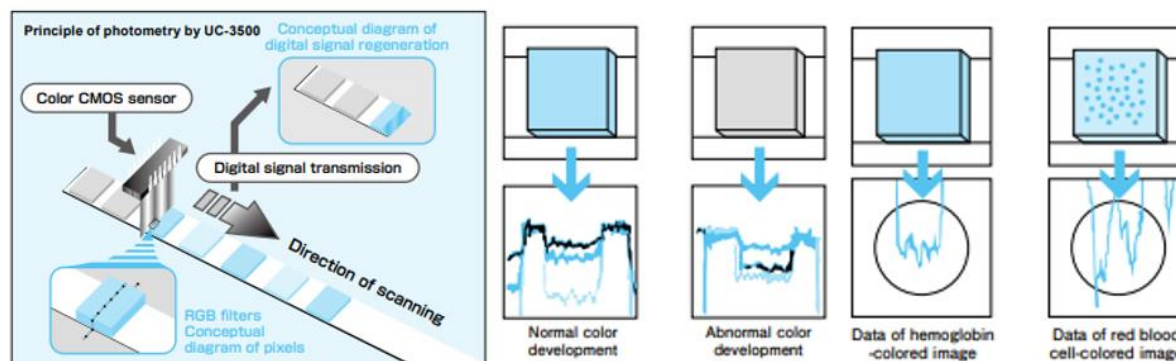 Principle of photometry by UC-3500
Conceptual diagram of
digital signal regeneration
Color CMOS sensor
Digital signal transmission
Direction of scanning
RGB filters
Conceptual
diagram of pixels
Normal color
development
Abnormal color
development
Data of hemoglobin
-colored image
Data of red blood
cell-colored image